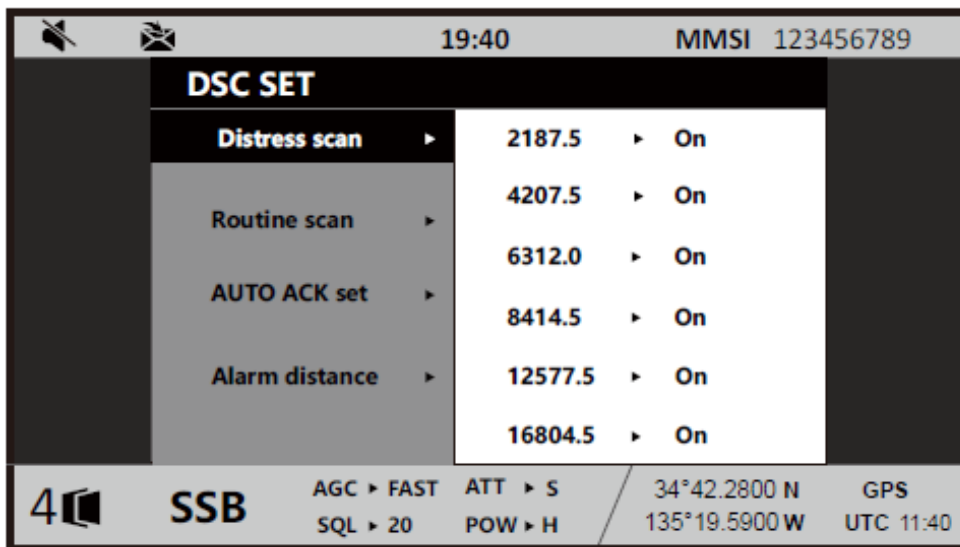 19:40 MMSI 123456789
DSC SET
Distress scan ▸ 2187.5 ▸ On
4207.5 ▸ On
Routine scan ▸
6312.0 ▸ On
AUTO ACK set ▸
8414.5 ▸ On
Alarm distance ▸ 12577.5 ▸ On
16804.5 ▸ On
4 SSB AGC ▸ FAST ATT ▸ S 34°42.2800 N GPS
SQL ▸ 20 POW ▸ H 135°19.5900 W UTC 11:40